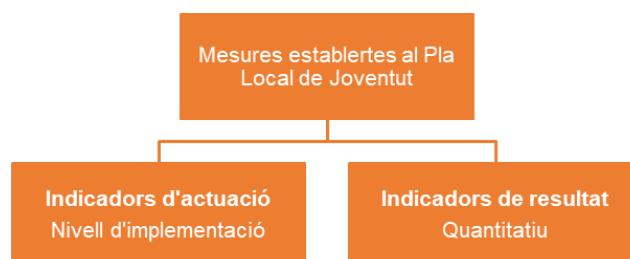 Mesures establertes al Pla
Local de Joventut
Indicadors d'actuació
Nivell d'implementació
Indicadors de resultat
Quantitatiu